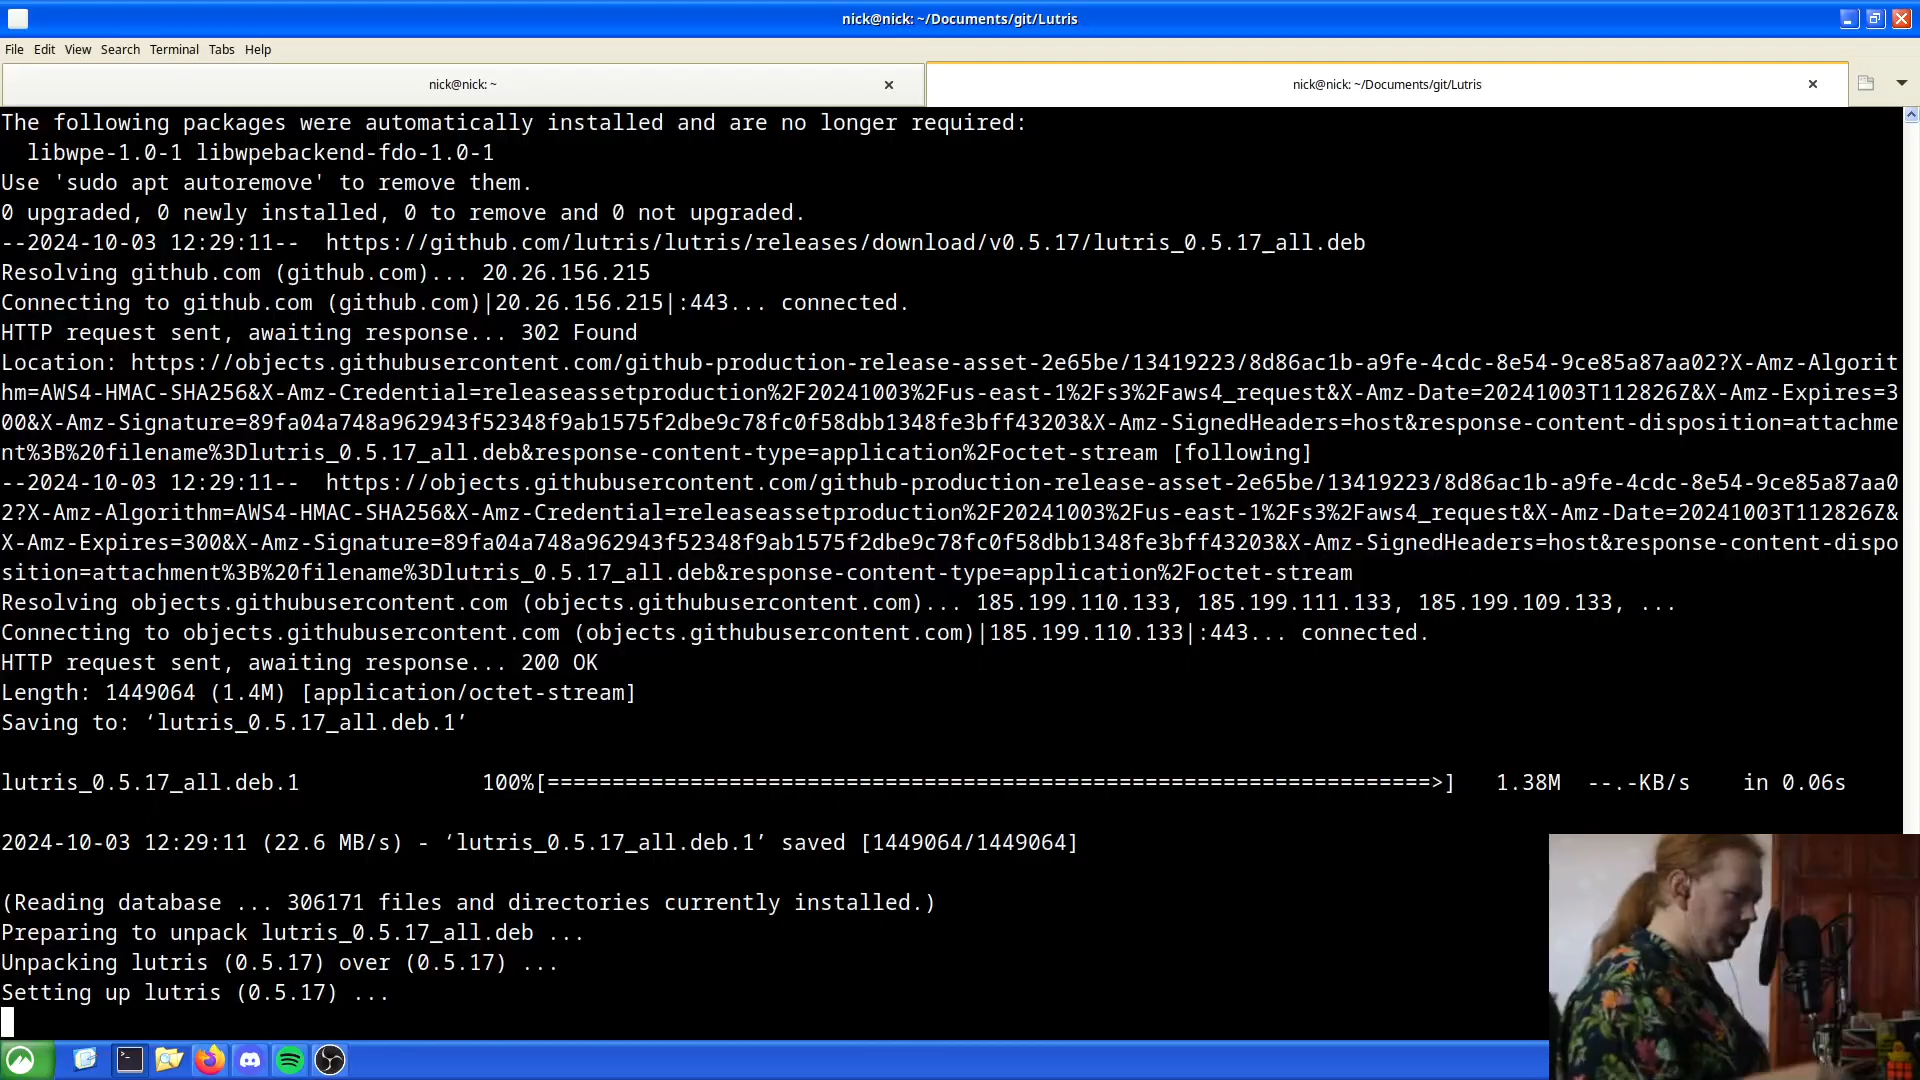 nick@nick: ~/Documents/git/Lutris
File Edit View Search Terminal Tabs Help
nick@nick: ~
nick@nick: ~/Documents/git/Lutris
The following packages were automatically installed and are no longer required:
libwpe-1.0-1 libwpebackend-fdo-1.0-1
Use 'sudo apt autoremove' to remove them.
0 upgraded, 0 newly installed, 0 to remove and 0 not upgraded.
--2024-10-03 12:29:11-- https://github.com/lutris/lutris/releases/download/v0.5.17/lutris_0.5.17_all.deb
Resolving github.com (github.com)... 20.26.156.215
Connecting to github.com (github.com)|20.26.156.215|:443... connected.
HTTP request sent, awaiting response... 302 Found
Location: https://objects.githubusercontent.com/github-production-release-asset-2e65be/13419223/8d86ac1b-a9fe-4cdc-8e54-9ce85a87aa02?X-Amz-Algorit
hm=AWS4-HMAC-SHA256&X-Amz-Credential=releaseassetproduction%2F20241003%2Fus-east-1%2Fs3%2Faws4_request&X-Amz-Date=20241003T112826Z&X-Amz-Expires=3
00&X-Amz-Signature=89fa04a748a962943f52348f9ab1575f2dbe9c78fc0f58dbb1348fe3bff43203&X-Amz-SignedHeaders=host&response-content-disposition=attachme
nt%3B%20filename%3Dlutris_0.5.17_all.deb&response-content-type=application%2Foctet-stream [following]
--2024-10-03 12:29:11-- https://objects.githubusercontent.com/github-production-release-asset-2e65be/13419223/8d86ac1b-a9fe-4cdc-8e54-9ce85a87aa0
2?X-Amz-Algorithm=AWS4-HMAC-SHA256&X-Amz-Credential=releaseassetproduction%2F20241003%2Fus-east-1%2Fs3%2Faws4_request&X-Amz-Date=20241003T112826Z&
X-Amz-Expires=300&X-Amz-Signature=89fa04a748a962943f52348f9ab1575f2dbe9c78fc0f58dbb1348fe3bff43203&X-Amz-SignedHeaders=host&response-content-dispo
sition=attachment%3B%20filename%3Dlutris_0.5.17_all.deb&response-content-type=application%2Foctet-stream
Resolving objects.githubusercontent.com (objects.githubusercontent.com)... 185.199.110.133, 185.199.111.133, 185.199.109.133, ...
Connecting to objects.githubusercontent.com (objects.githubusercontent.com)|185.199.110.133|:443... connected.
HTTP request sent, awaiting response... 200 OK
Length: 1449064 (1.4M) [application/octet-stream]
Saving to: ‘lutris_0.5.17_all.deb.1’
lutris_0.5.17_all.deb.1 100%[====================================================================>] 1.38M --.-KB/s in 0.06s
2024-10-03 12:29:11 (22.6 MB/s) - ‘lutris_0.5.17_all.deb.1’ saved [1449064/1449064]
(Reading database ... 306171 files and directories currently installed.)
Preparing to unpack lutris_0.5.17_all.deb ...
Unpacking lutris (0.5.17) over (0.5.17) ...
Setting up lutris (0.5.17) ...